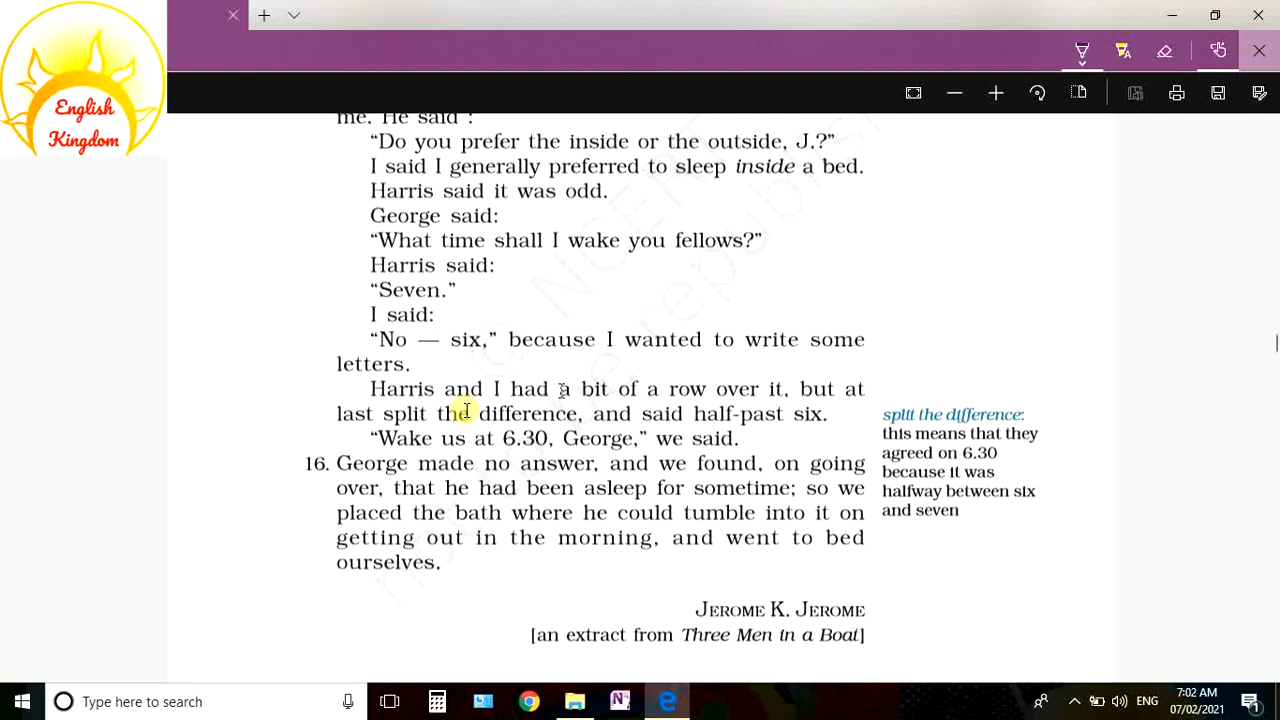 English
Kingdom
me. He said :
“Do you prefer the inside or the outside, J.?”
I said I generally preferred to sleep inside a bed.
Harris said it was odd.
George said:
“What time shall I wake you fellows?”
Harris said:
“Seven.”
I said:
“No — six,” because I wanted to write some
letters.
Harris and I had a bit of a row over it, but at
last split the difference, and said half-past six.
“Wake us at 6.30, George,” we said.
16. George made no answer, and we found, on going
over, that he had been asleep for sometime; so we
placed the bath where he could tumble into it on
getting out in the morning, and went to bed
ourselves.
split the difference:
this means that they
agreed on 6.30
because it was
halfway between six
and seven
JEROME K. JEROME
[an extract from Three Men in a Boat]
Type here to search
ENG
7:02 AM
07/02/2021